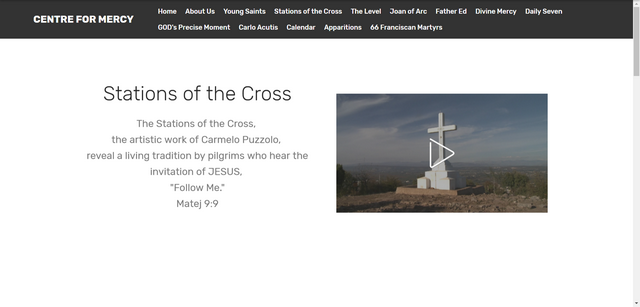 CENTRE FOR MERCY
Home About Us Young Saints Stations of the Cross The Level Joan of Arc Father Ed Divine Mercy Daily Seven
GOD's Precise Moment Carlo Acutis Calendar Apparitions 66 Franciscan Martyrs
Stations of the Cross
The Stations of the Cross,
the artistic work of Carmelo Puzzolo,
reveal a living tradition by pilgrims who hear the
invitation of JESUS,
"Follow Me."
Matej 9:9